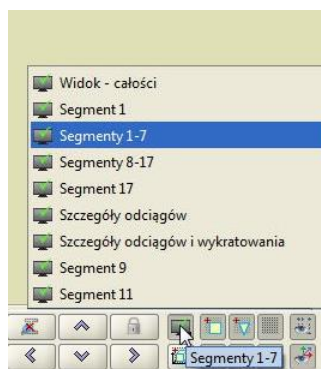 Widok - całości
Segment 1
Segmenty 1-7
Segmenty 8-17
Segment 17
Szczegóły odciągów
Szczegóły odciągów i wykratowania
Segment 9
Segment 11
Segmenty 1-7